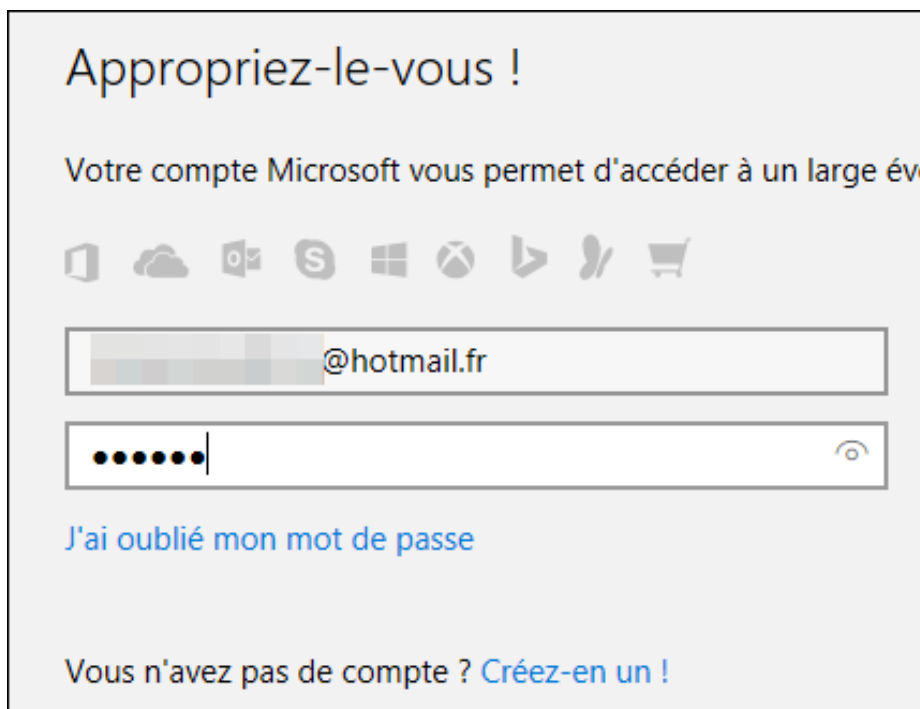 Appropriez-le-vous !
Votre compte Microsoft vous permet d'accéder à un large
@hotmail.fr
J'ai oublié mon mot de passe
Vous n'avez pas de compte ? Créez-en un !